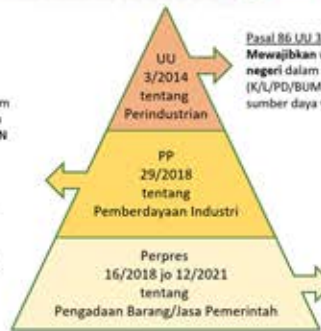 UU
3/2014
tentang
Perindustrian
Pasal 86 UU 3
Mewajibkan
negeri dalam
(K/L/PD/BUM
sumber daya
m
N
PP
29/2018
tentang
Pemberdayaan Industri
Perpres
16/2018 jo 12/2021
tentang
Pengadaan Barang/Jasa Pemerintah